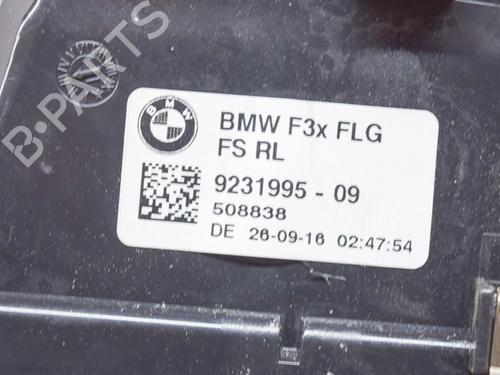 B-PARTS
BMW
BMW F3x FLG
FS RL
9231995 - 09
508838
DE 26-09-16 02:47:54